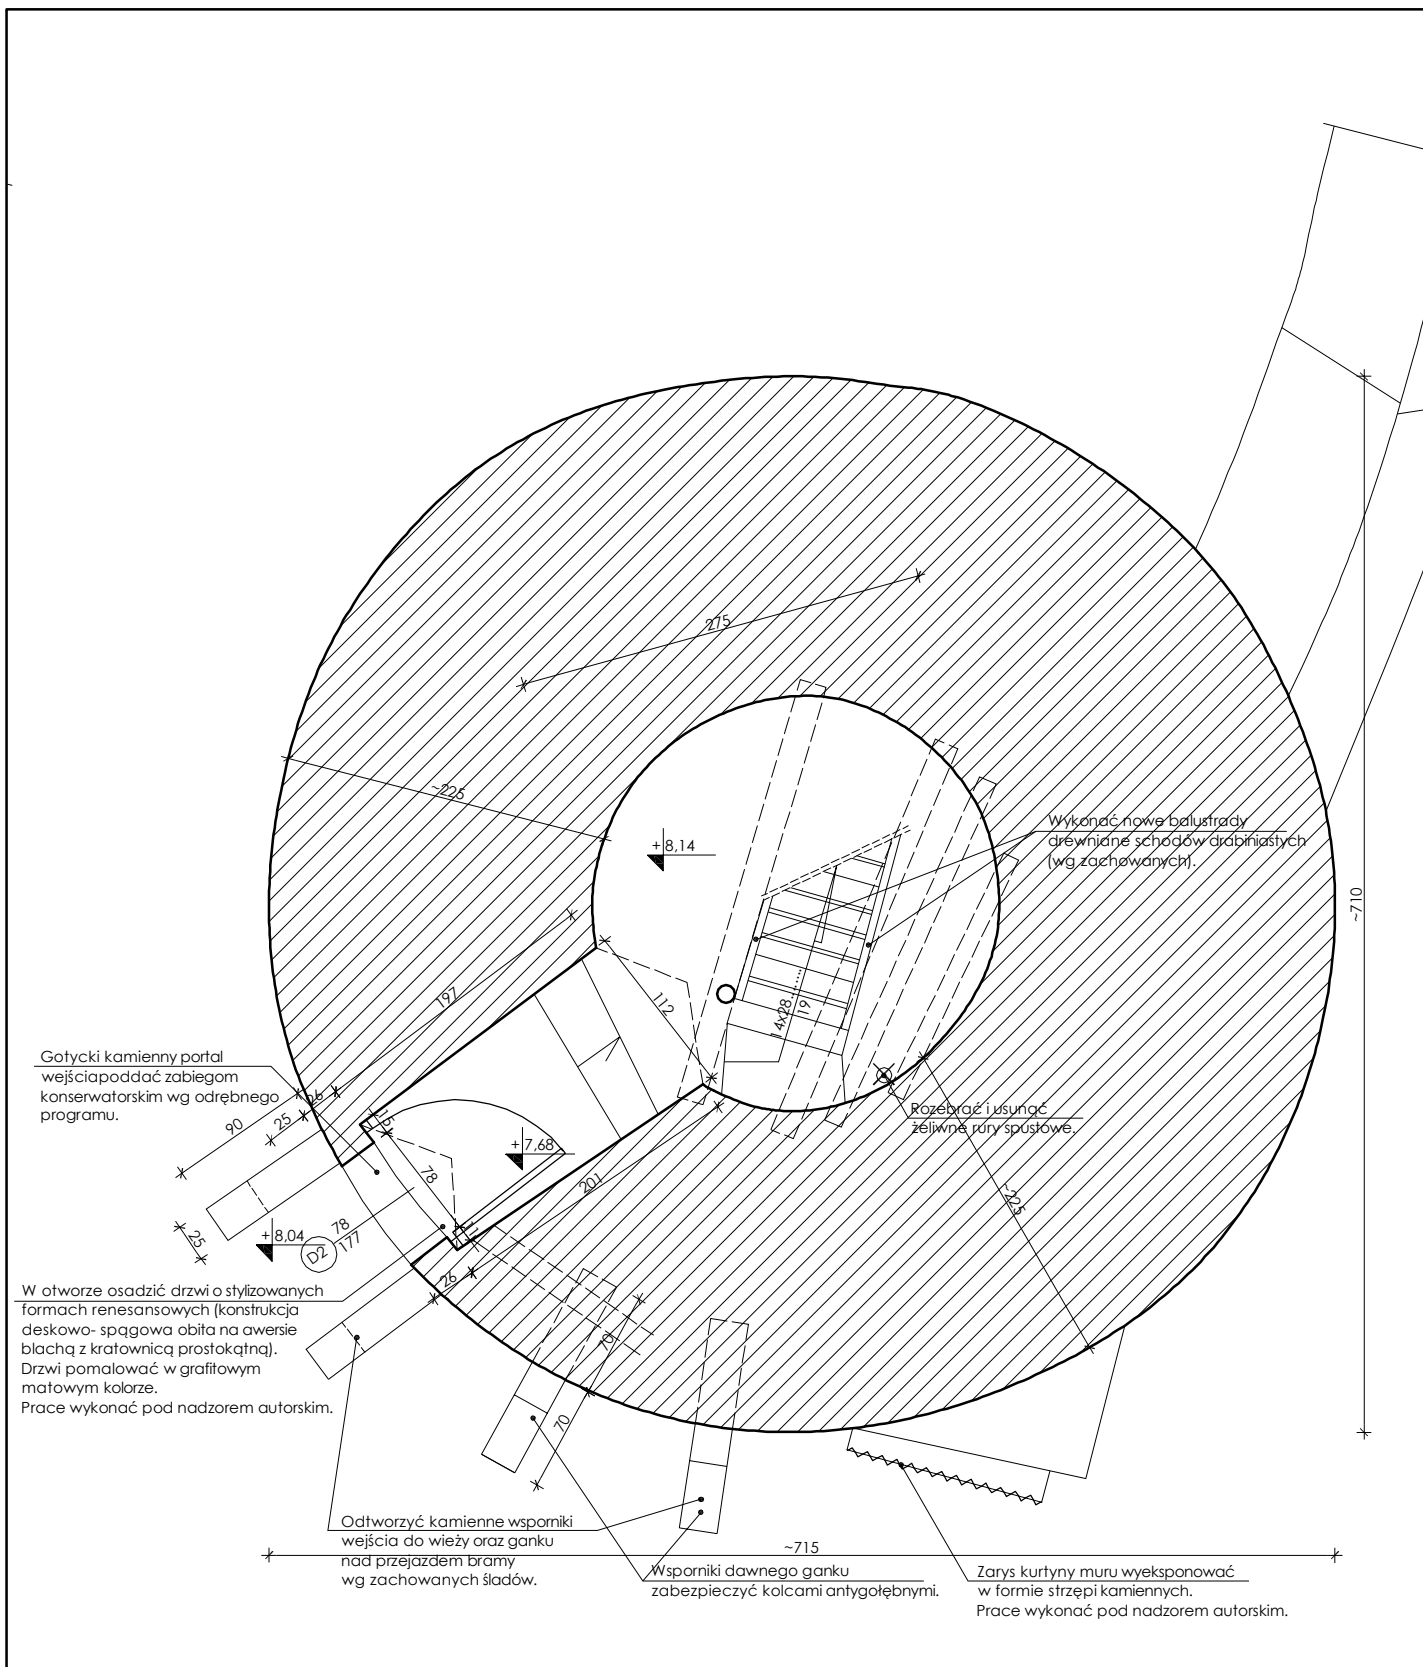 275
~225
+8,14
Wykonać nowe balustrady
drewniane schodów drabiniastych
(wg zachowanych).
~710
197
112
14x28
19
Gotycki kamienny portal
wejściapoddać zabiegom
konserwatorskim wg odrębnego
programu.
90
25
26
15
Rozebrać i usunąć
żeliwne rury spustowe.
+7,68
78
201
~225
25
+8,04
D2
78
177
11
26
W otworze osadzić drzwi o stylizowanych
formach renesansowych (konstrukcja
deskowo- spągowa obita na awersie
blachą z kratownicą prostokątną).
Drzwi pomalować w grafitowym
matowym kolorze.
Prace wykonać pod nadzorem autorskim.
70
70
Odtworzyć kamienne wsporniki
wejścia do wieży oraz ganku
nad przejazdem bramy
wg zachowanych śladów.
~715
Wsporniki dawnego ganku
zabezpieczyć kolcami antygołębnymi.
Zarys kurtyny muru wyeksponować
w formie strzępi kamiennych.
Prace wykonać pod nadzorem autorskim.